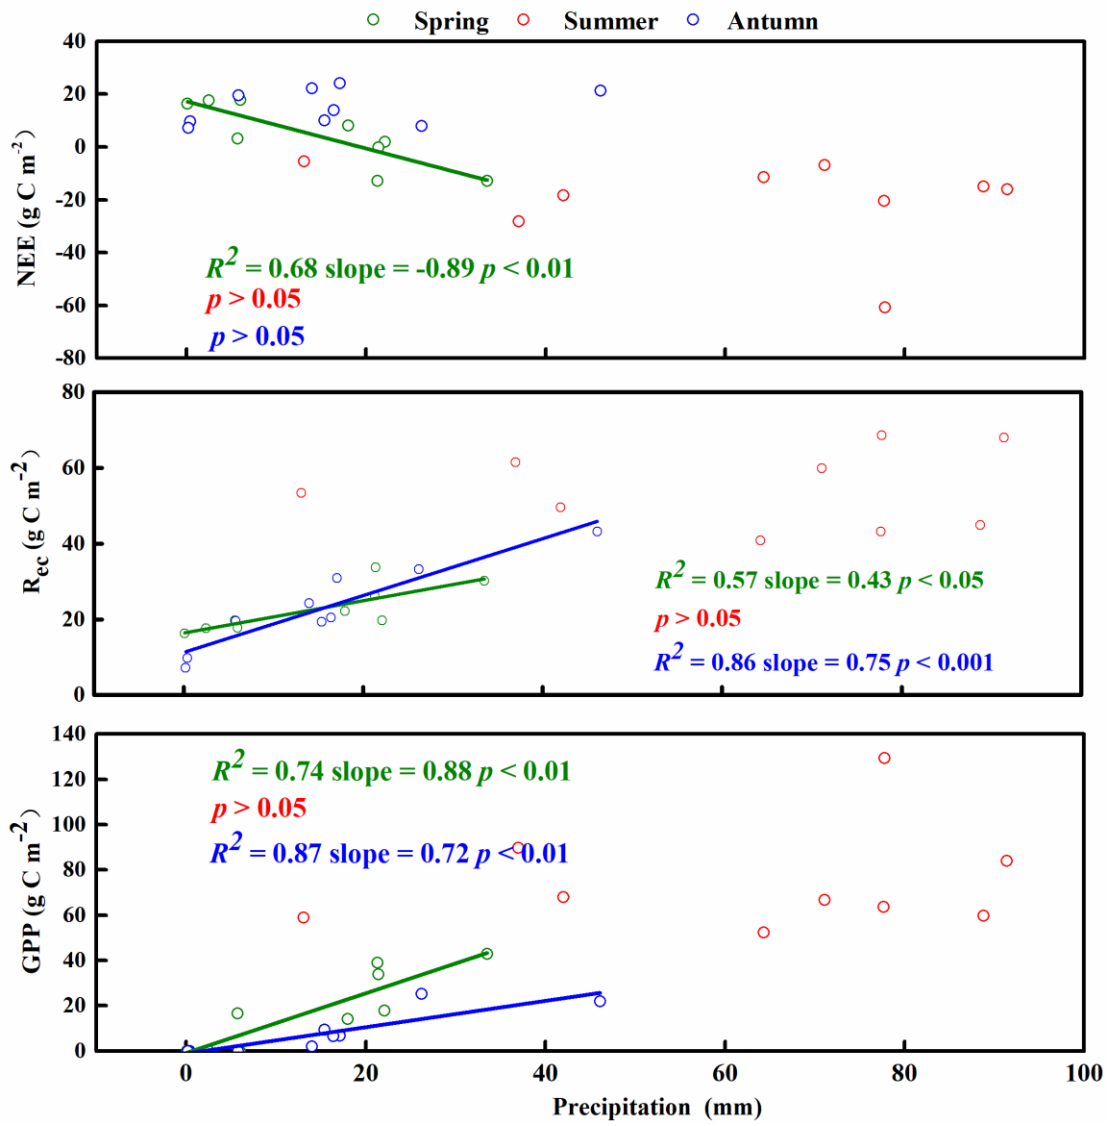 Spring Summer Antumn
40
20
0
-20
-40
-60
-80
NEE (g C m⁻²)
R² = 0.68 slope = -0.89 p < 0.01
p > 0.05
p > 0.05
80
60
40
20
0
Rec (g C m⁻²)
R² = 0.57 slope = 0.43 p < 0.05
p > 0.05
R² = 0.86 slope = 0.75 p < 0.001
140
120
100
80
60
40
20
0
GPP (g C m⁻²)
R² = 0.74 slope = 0.88 p < 0.01
p > 0.05
R² = 0.87 slope = 0.72 p < 0.01
0 20 40 60 80 100
Precipitation (mm)